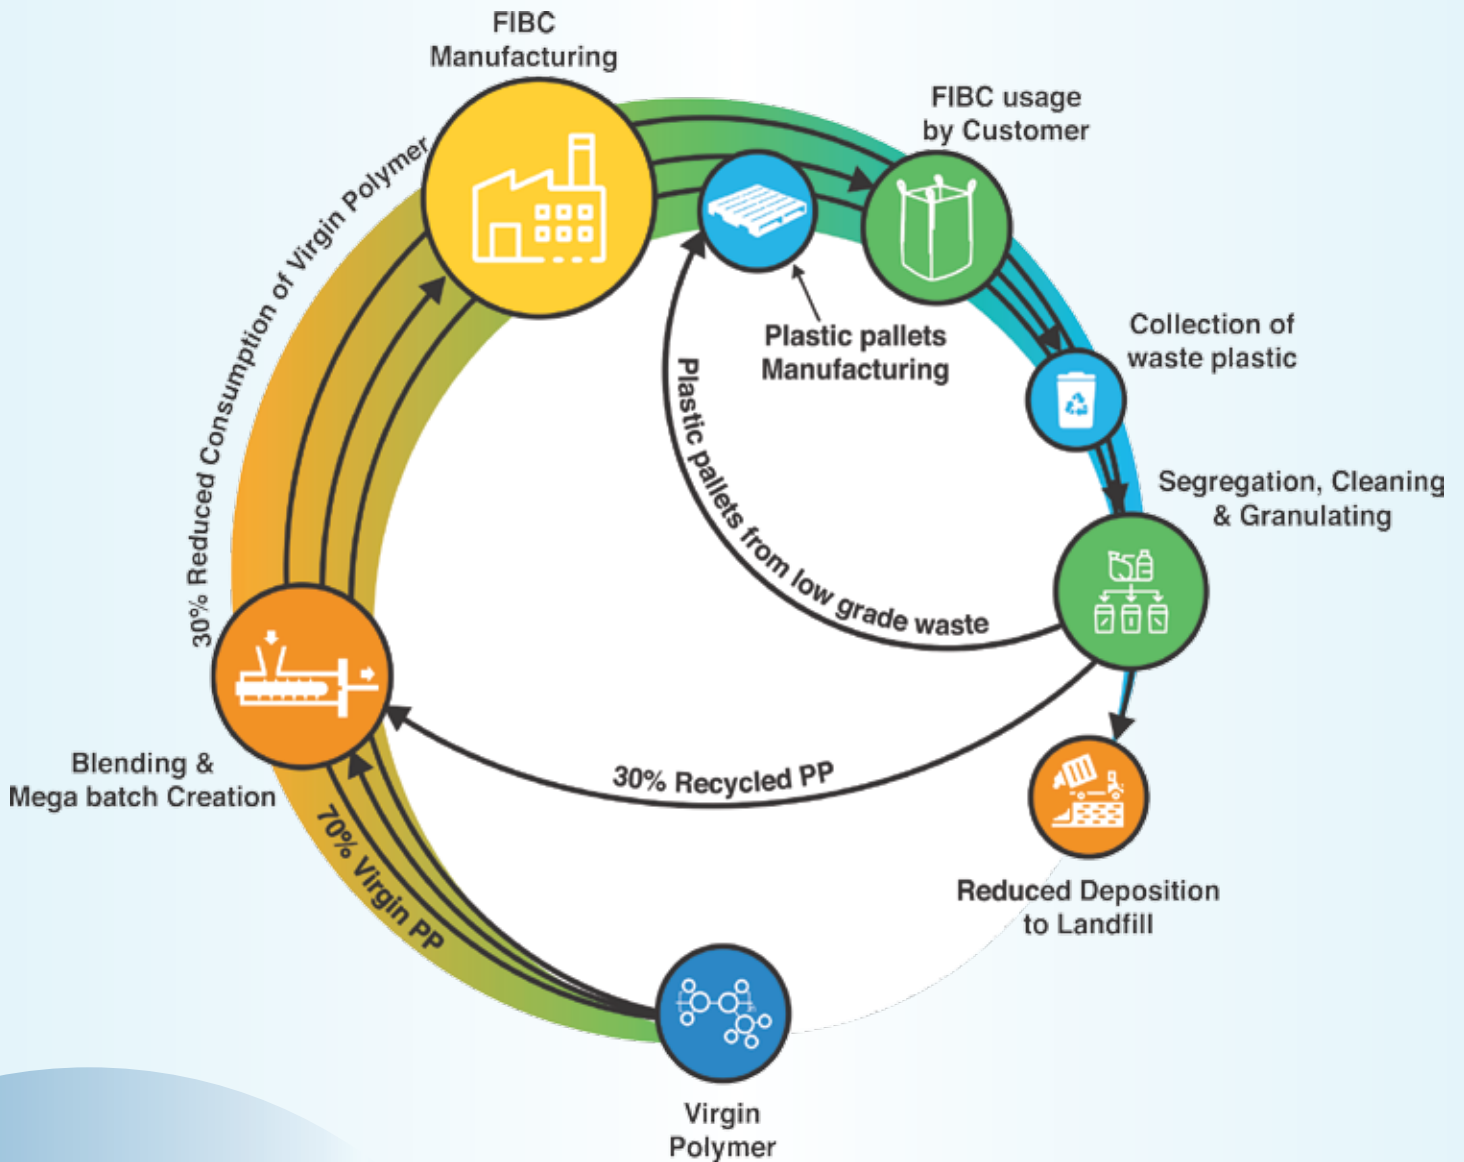 FIBC
Manufacturing
FIBC usage
by Customer
30% Reduced Consumption of Virgin Polymer
Plastic pallets
Manufacturing
Collection of
waste plastic
Plastic pallets from low grade waste
Segregation, Cleaning
& Granulating
Blending &
Mega batch Creation
30% Recycled PP
70% Virgin PP
Reduced Deposition
to Landfill
Virgin
Polymer